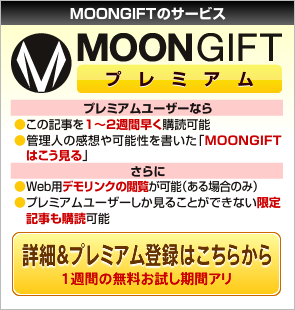 MOONGIFTのサービス
MOONGIFT
プレミアム
プレミアムユーザーなら
●この記事を1～2週間早く購読可能
●管理人の感想や可能性を書いた「MOONGIFT
はこう見る」
さらに
●Web用デモリンクの閲覧が可能(ある場合のみ)
●プレミアムユーザーしか見ることができない限定
記事も購読可能
詳細&プレミアム登録はこちらから
1週間の無料お試し期間アリ